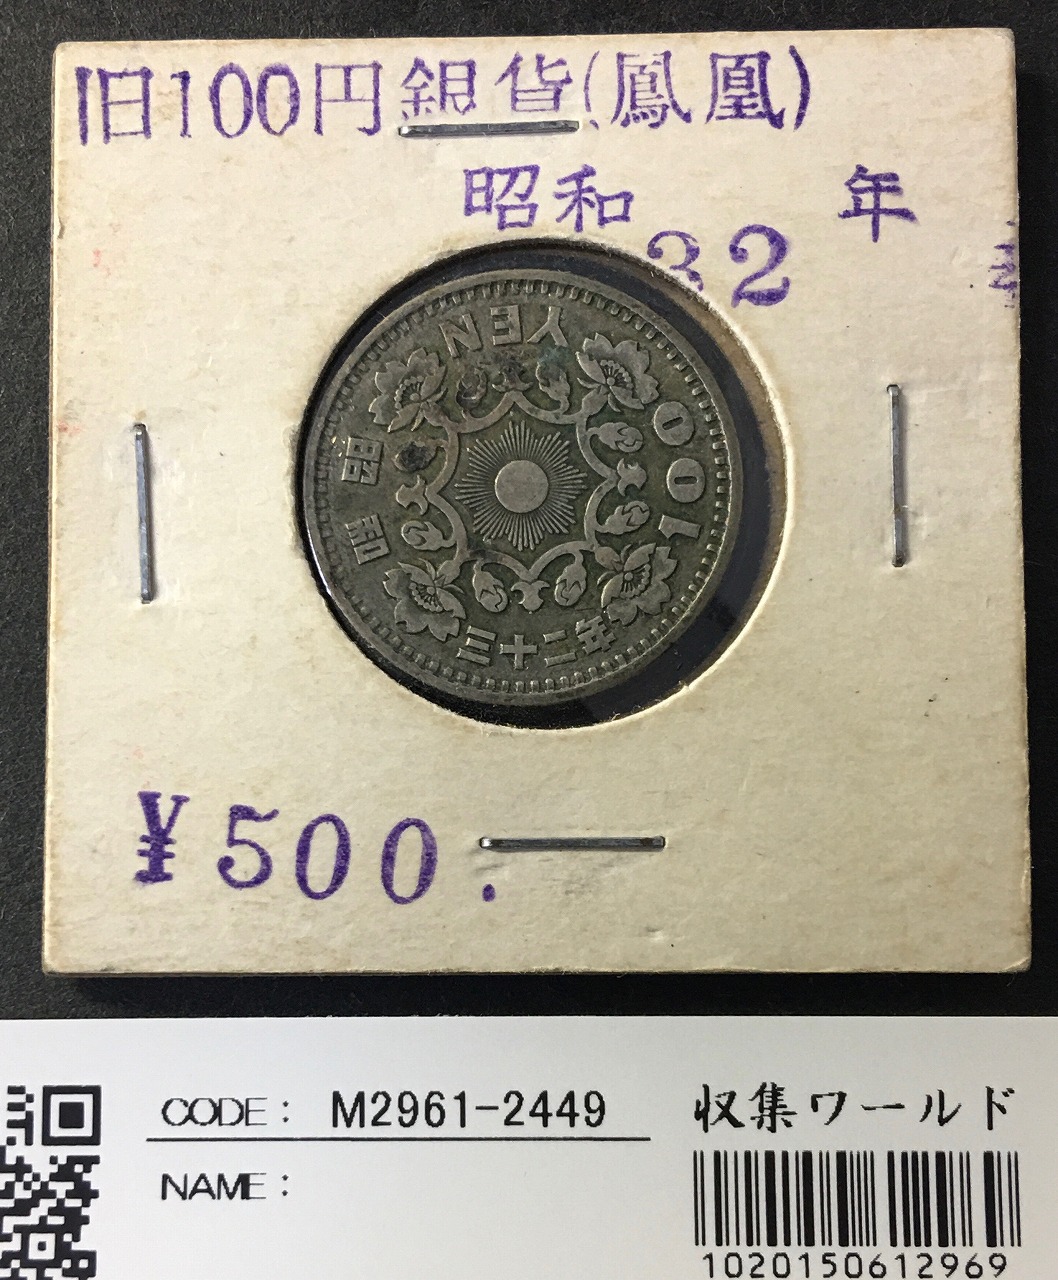 旧100円銀貨(鳳凰)
昭和 32 年
YEN
100
昭和
三十二年
¥500.
CODE: M2961-2449
収集ワールド
NAME:
1020150612969